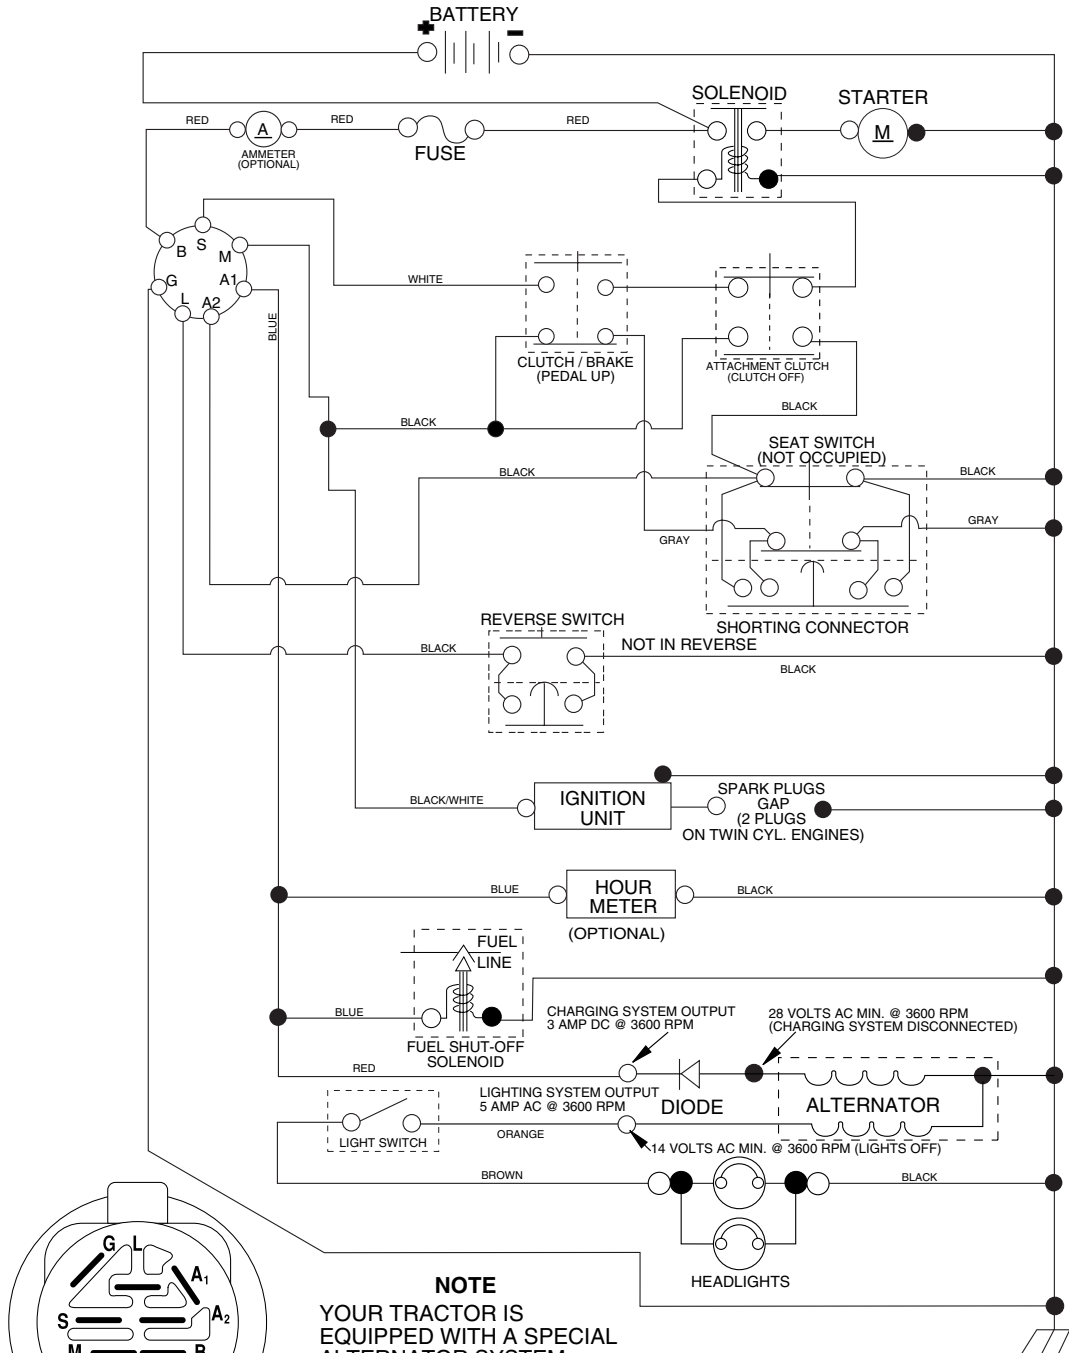 BATTERY
SOLENOID
STARTER
RED
A
RED
RED
M
AMMETER
(OPTIONAL)
FUSE
B
S
M
G
A1
L
A2
BLUE
WHITE
CLUTCH / BRAKE
(PEDAL UP)
ATTACHMENT CLUTCH
(CLUTCH OFF)
BLACK
BLACK
SEAT SWITCH
(NOT OCCUPIED)
BLACK
BLACK
GRAY
GRAY
SHORTING CONNECTOR
REVERSE SWITCH
BLACK
NOT IN REVERSE
BLACK
BLACK/WHITE
IGNITION
UNIT
SPARK PLUGS
GAP
(2 PLUGS
ON TWIN CYL. ENGINES)
BLUE
HOUR
METER
BLACK
(OPTIONAL)
FUEL
LINE
BLUE
FUEL SHUT-OFF
SOLENOID
CHARGING SYSTEM OUTPUT
3 AMP DC @ 3600 RPM
28 VOLTS AC MIN. @ 3600 RPM
(CHARGING SYSTEM DISCONNECTED)
RED
LIGHTING SYSTEM OUTPUT
5 AMP AC @ 3600 RPM
DIODE
ALTERNATOR
LIGHT SWITCH
ORANGE
14 VOLTS AC MIN. @ 3600 RPM (LIGHTS OFF)
BROWN
BLACK
HEADLIGHTS
G
L
A1
A2
S
M
B
NOTE
YOUR TRACTOR IS
EQUIPPED WITH A SPECIAL
ALTERNATOR SYSTEM